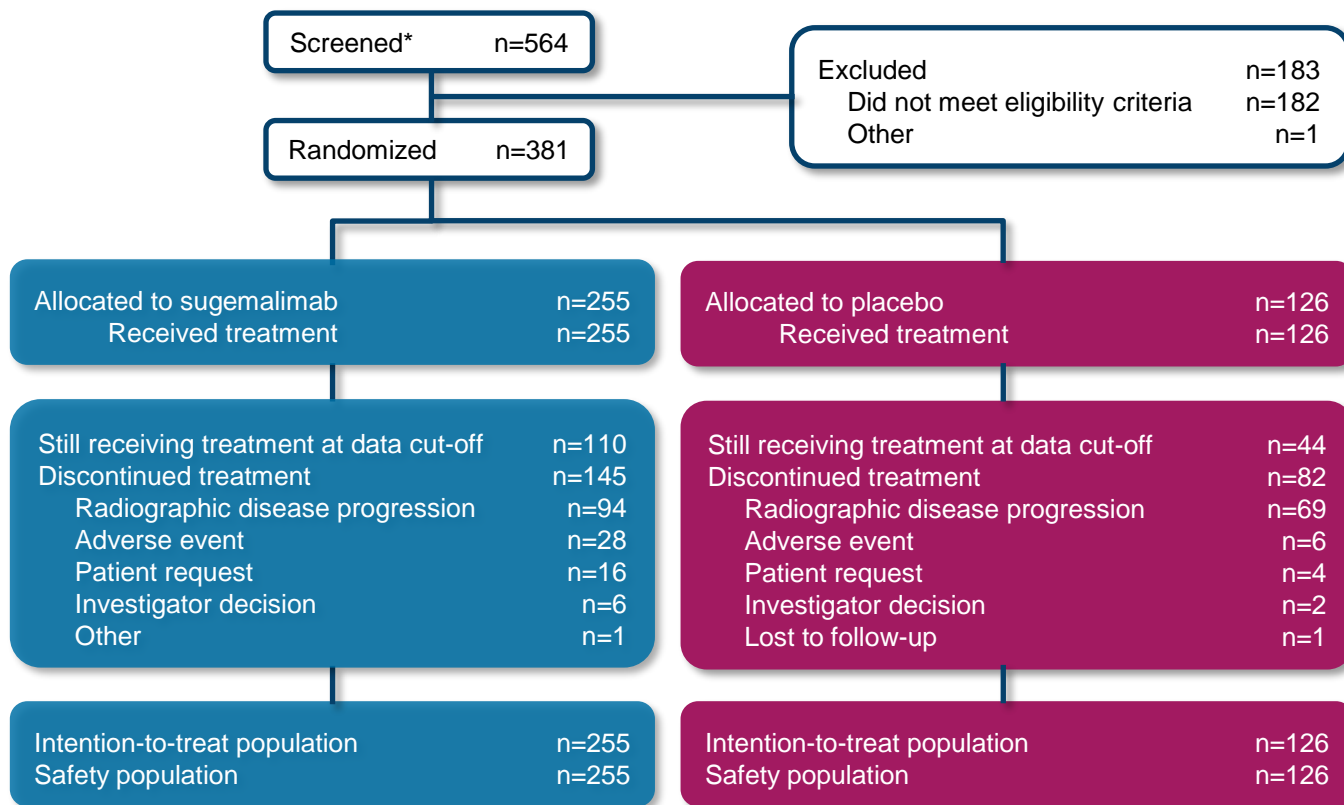 Screened* n=564
Excluded n=183
Did not meet eligibility criteria n=182
Other n=1
Randomized n=381
Allocated to sugemalimab n=255
Received treatment n=255
Allocated to placebo n=126
Received treatment n=126
Still receiving treatment at data cut-off n=110
Discontinued treatment n=145
Radiographic disease progression n=94
Adverse event n=28
Patient request n=16
Investigator decision n=6
Other n=1
Still receiving treatment at data cut-off n=44
Discontinued treatment n=82
Radiographic disease progression n=69
Adverse event n=6
Patient request n=4
Investigator decision n=2
Lost to follow-up n=1
Intention-to-treat population n=255
Safety population n=255
Intention-to-treat population n=126
Safety population n=126